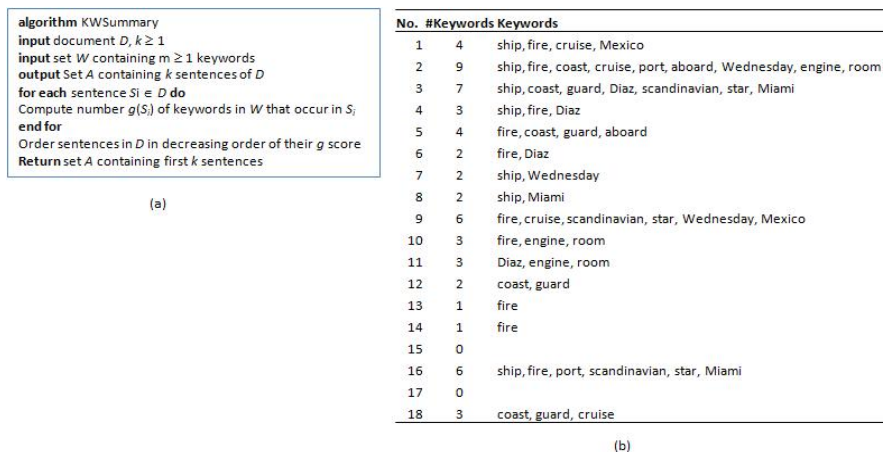 algorithm KWSummary
input document D, k ≥ 1
input set W containing m ≥ 1 keywords
output Set A containing k sentences of D
for each sentence Si ∈ D do
Compute number g(Si) of keywords in W that occur in Si
end for
Order sentences in D in decreasing order of their g score
Return set A containing first k sentences
(a)
No. #Keywords Keywords
1 4 ship, fire, cruise, Mexico
2 9 ship, fire, coast, cruise, port, aboard, Wednesday, engine, room
3 7 ship, coast, guard, Diaz, scandinavian, star, Miami
4 3 ship, fire, Diaz
5 4 fire, coast, guard, aboard
6 2 fire, Diaz
7 2 ship, Wednesday
8 2 ship, Miami
9 6 fire, cruise, scandinavian, star, Wednesday, Mexico
10 3 fire, engine, room
11 3 Diaz, engine, room
12 2 coast, guard
13 1 fire
14 1 fire
15 0
16 6 ship, fire, port, scandinavian, star, Miami
17 0
18 3 coast, guard, cruise
(b)